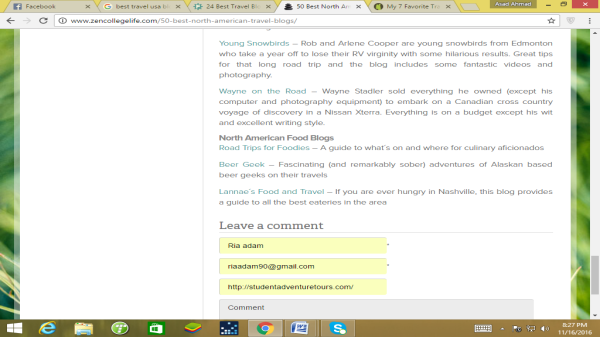 Facebook
best travel usa bl
24 Best Travel Blo
50 Best North Am
My 7 Favorite To
Asad Ahmad
www.zencollegelife.com/50-best-north-american-travel-blogs/
Young Snowbirds – Rob and Arlene Cooper are young snowbirds from Edmonton
who take a year off to lose their RV virginity with some hilarious results. Great tips
for that long road trip and the blog includes some fantastic videos and
photography.
Wayne on the Road – Wayne Stadler sold everything he owned (except his
computer and photography equipment) to embark on a Canadian cross country
voyage of discovery in a Nissan Xterra. Everything is on a budget except his wit
and excellent writing style.
North American Food Blogs
Road Trips for Foodies – A guide to what's on and where for culinary aficionados
Beer Geek – Fascinating (and remarkably sober) adventures of Alaskan based
beer geeks on their travels
Lannae's Food and Travel – If you are ever hungry in Nashville, this blog provides
a guide to all the best eateries in the area
Leave a comment
Ria adam *
riaadam90@gmail.com *
http://studentadventuretours.com/
Comment
8:27 PM
11/16/2016